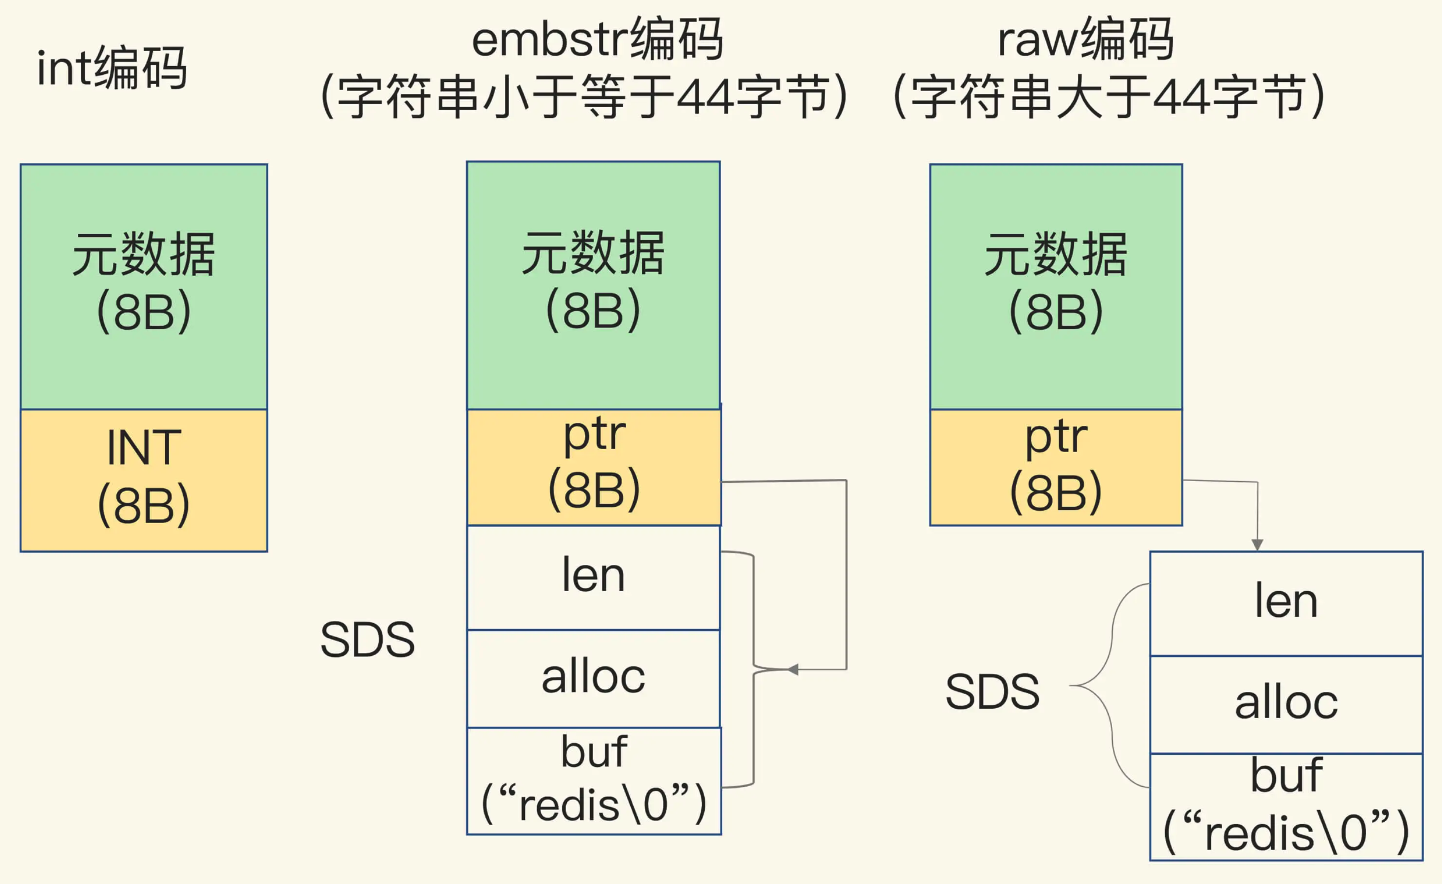 int编码
元数据
(8B)
INT
(8B)
embstr编码
(字符串小于等于44字节)
元数据
(8B)
ptr
(8B)
SDS
len
alloc
buf
(“redis\0”)
raw编码
(字符串大于44字节)
元数据
(8B)
ptr
(8B)
SDS
len
alloc
buf
(“redis\0”)